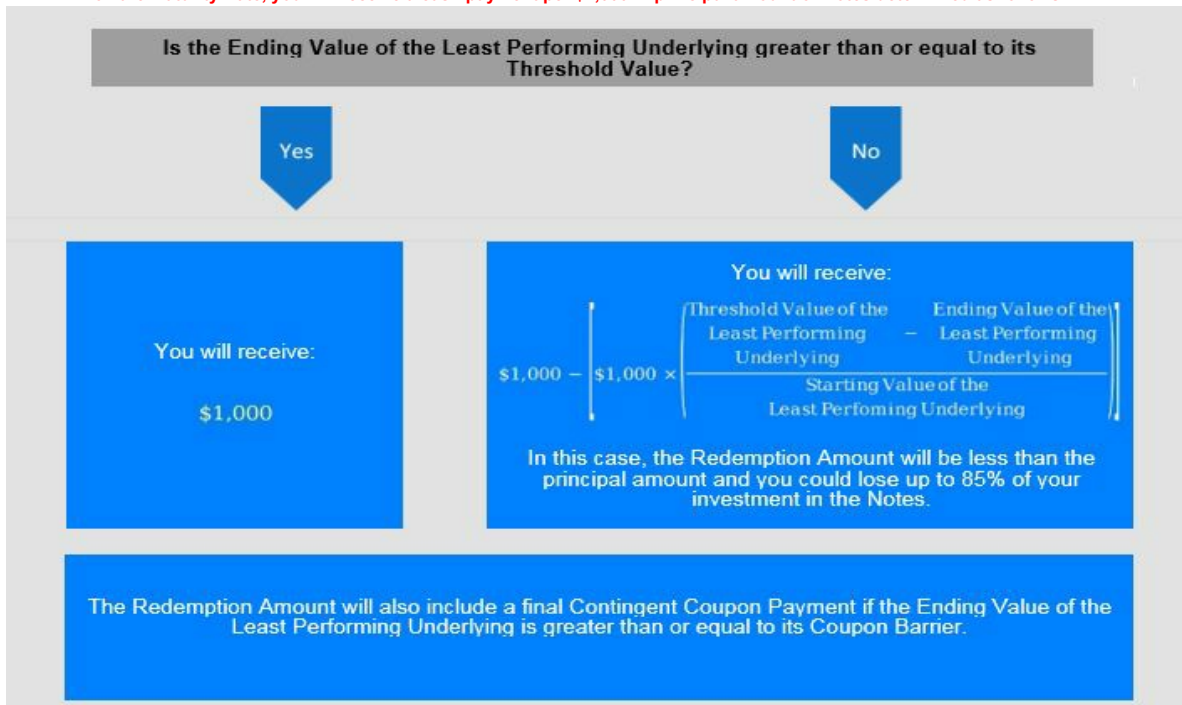 Is the Ending Value of the Least Performing Underlying greater than or equal to its
Threshold Value?
Yes
No
You will receive:
$1,000
You will receive:
$1,000 − [$1,000 × ((Threshold Value of the Least Performing Underlying − Ending Value of the Least Performing Underlying) / Starting Value of the Least Perfoming Underlying)]
In this case, the Redemption Amount will be less than the
principal amount and you could lose up to 85% of your
investment in the Notes.
The Redemption Amount will also include a final Contingent Coupon Payment if the Ending Value of the
Least Performing Underlying is greater than or equal to its Coupon Barrier.